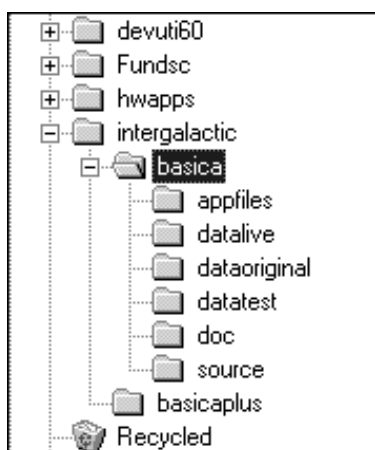 devuti60
Fundsc
hwapps
intergalactic
basica
appfiles
datalive
dataoriginal
datatest
doc
source
basicaplus
Recycled